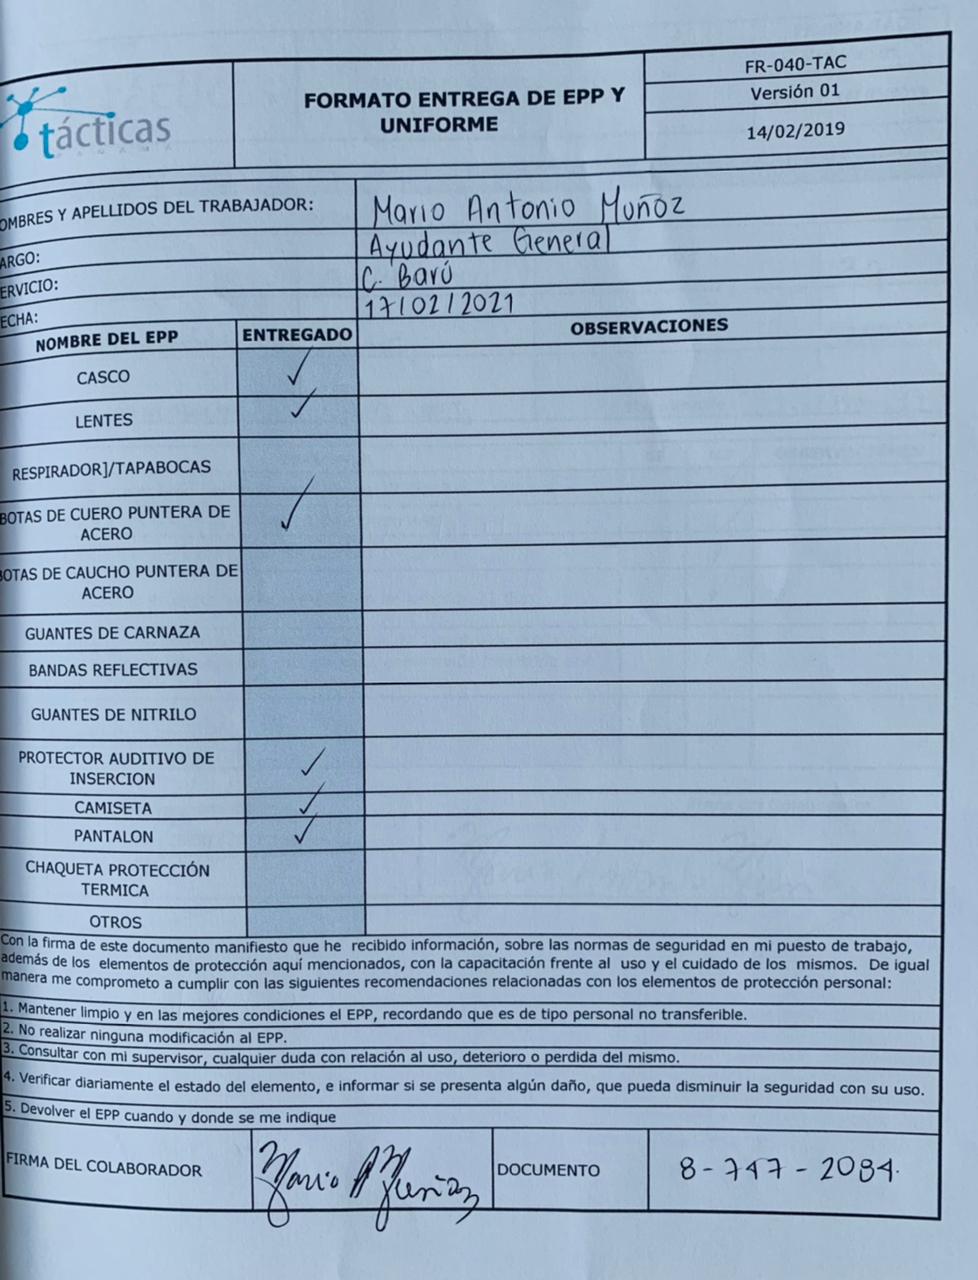 tácticas
PANAMÁ
FORMATO ENTREGA DE EPP Y
UNIFORME
FR-040-TAC
Versión 01
14/02/2019
OMBRES Y APELLIDOS DEL TRABAJADOR: Mario Antonio Muñoz
ARGO: Ayudante General
ERVICIO: C. Barú
ECHA: 17/02/2021
NOMBRE DEL EPP ENTREGADO OBSERVACIONES
CASCO ✓
LENTES ✓
RESPIRADOR]/TAPABOCAS
BOTAS DE CUERO PUNTERA DE
ACERO ✓
BOTAS DE CAUCHO PUNTERA DE
ACERO
GUANTES DE CARNAZA
BANDAS REFLECTIVAS
GUANTES DE NITRILO
PROTECTOR AUDITIVO DE
INSERCION ✓
CAMISETA ✓
PANTALON ✓
CHAQUETA PROTECCIÓN
TERMICA
OTROS
Con la firma de este documento manifiesto que he recibido información, sobre las normas de seguridad en mi puesto de trabajo,
además de los elementos de protección aquí mencionados, con la capacitación frente al uso y el cuidado de los mismos. De igual
manera me comprometo a cumplir con las siguientes recomendaciones relacionadas con los elementos de protección personal:
1. Mantener limpio y en las mejores condiciones el EPP, recordando que es de tipo personal no transferible.
2. No realizar ninguna modificación al EPP.
3. Consultar con mi supervisor, cualquier duda con relación al uso, deterioro o perdida del mismo.
4. Verificar diariamente el estado del elemento, e informar si se presenta algún daño, que pueda disminuir la seguridad con su uso.
5. Devolver el EPP cuando y donde se me indique
FIRMA DEL COLABORADOR Mario A Muñoz DOCUMENTO 8-747-2084